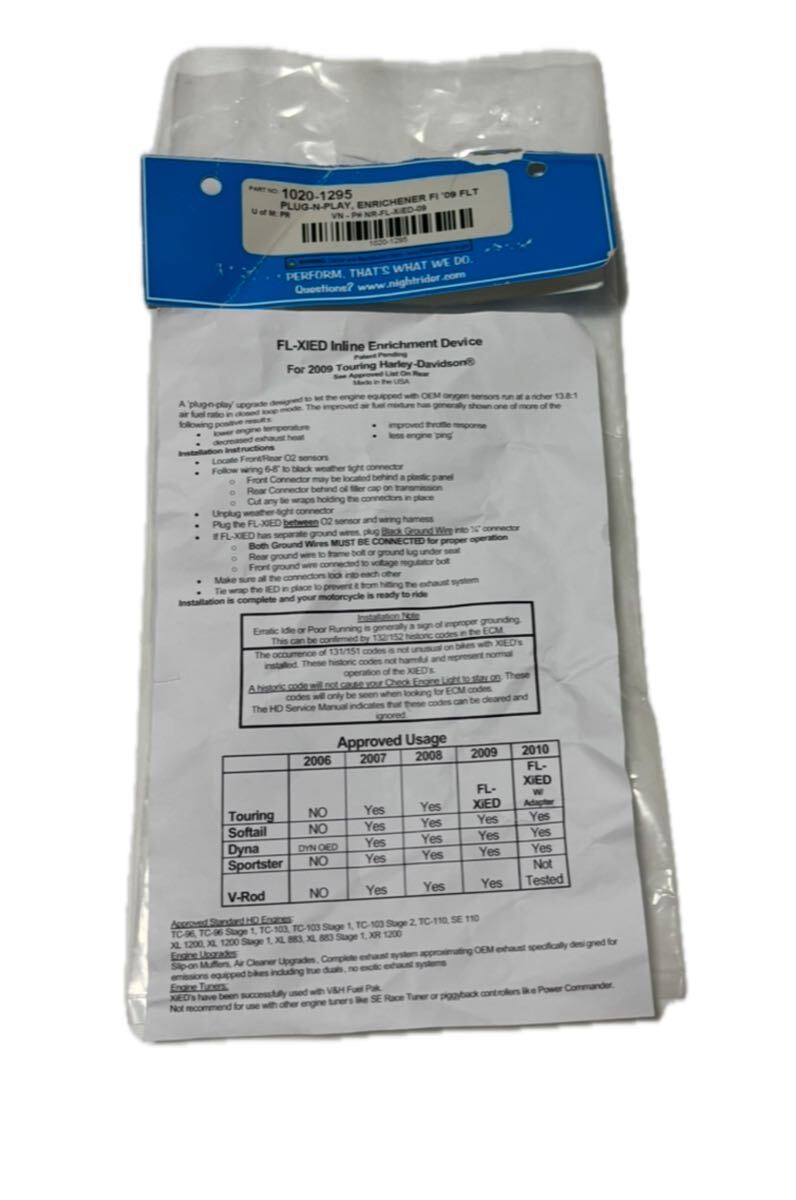 PART NO: 1020-1295
PLUG-N-PLAY, ENRICHENER FI '09 FLT
U of M: PR VN - P# NR-FL-XIED-09
1020-1295
PERFORM. THAT'S WHAT WE DO.
Questions? www.nightrider.com
FL-XIED Inline Enrichment Device
Patent Pending
For 2009 Touring Harley-Davidson®
See Approved List On Rear
Made in the USA
A 'plug-n-play' upgrade designed to let the engine equipped with OEM oxygen sensors run at a richer 13.8:1
air fuel ratio in closed loop mode. The improved air fuel mixture has generally shown one of more of the
following positive results:
• lower engine temperature • improved throttle response
• decreased exhaust heat • less engine 'ping'
Installation Instructions
• Locate Front/Rear O2 sensors
• Follow wiring 6-8" to black weather tight connector
o Front Connector may be located behind a plastic panel
o Rear Connector behind oil filler cap on transmission
o Cut any tie wraps holding the connectors in place
• Unplug weather-tight connector
• Plug the FL-XIED between O2 sensor and wiring harness
• If FL-XIED has separate ground wires, plug Black Ground Wire into ¼" connector
o Both Ground Wires MUST BE CONNECTED for proper operation
o Rear ground wire to frame bolt or ground lug under seat
o Front ground wire connected to voltage regulator bolt
• Make sure all the connectors lock into each other
• Tie wrap the IED in place to prevent it from hitting the exhaust system
Installation is complete and your motorcycle is ready to ride
Installation Note
Erratic Idle or Poor Running is generally a sign of improper grounding.
This can be confirmed by 132/152 historic codes in the ECM.
The occurrence of 131/151 codes is not unusual on bikes with XIED's
installed. These historic codes not harmful and represent normal
operation of the XIED's.
A historic code will not cause your Check Engine Light to stay on. These
codes will only be seen when looking for ECM codes.
The HD Service Manual indicates that these codes can be cleared and
ignored.
Approved Usage
2006 2007 2008 2009 2010
Touring NO Yes Yes FL-XiED FL-XiED W/ Adapter
Softail NO Yes Yes Yes Yes
Dyna DYN OIED Yes Yes Yes Yes
Sportster NO Yes Yes Yes Yes
V-Rod NO Yes Yes Yes Not Tested
Approved Standard HD Engines:
TC-96, TC-96 Stage 1, TC-103, TC-103 Stage 1, TC-103 Stage 2, TC-110, SE 110
XL 1200, XL 1200 Stage 1, XL 883, XL 883 Stage 1, XR 1200
Engine Upgrades:
Slip-on Mufflers, Air Cleaner Upgrades, Complete exhaust system approximating OEM exhaust specifically designed for
emissions equipped bikes including true duals, no exotic exhaust systems
Engine Tuners:
XiED's have been successfully used with V&H Fuel Pak.
Not recommend for use with other engine tuners like SE Race Tuner or piggyback controllers like Power Commander.